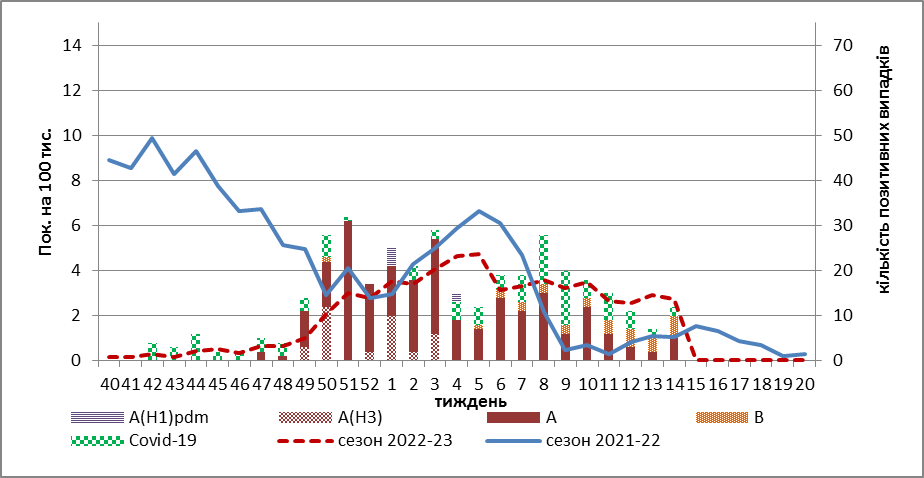 Пок. на 100 тис.
14
12
10
8
6
4
2
0
70
60
50
40
30
20
10
0
кількість позитивних випадків
40 41 42 43 44 45 46 47 48 49 50 51 52 1 2 3 4 5 6 7 8 9 10 11 12 13 14 15 16 17 18 19 20
тиждень
A(H1)pdm A(H3) A B
Covid-19 сезон 2022-23 сезон 2021-22